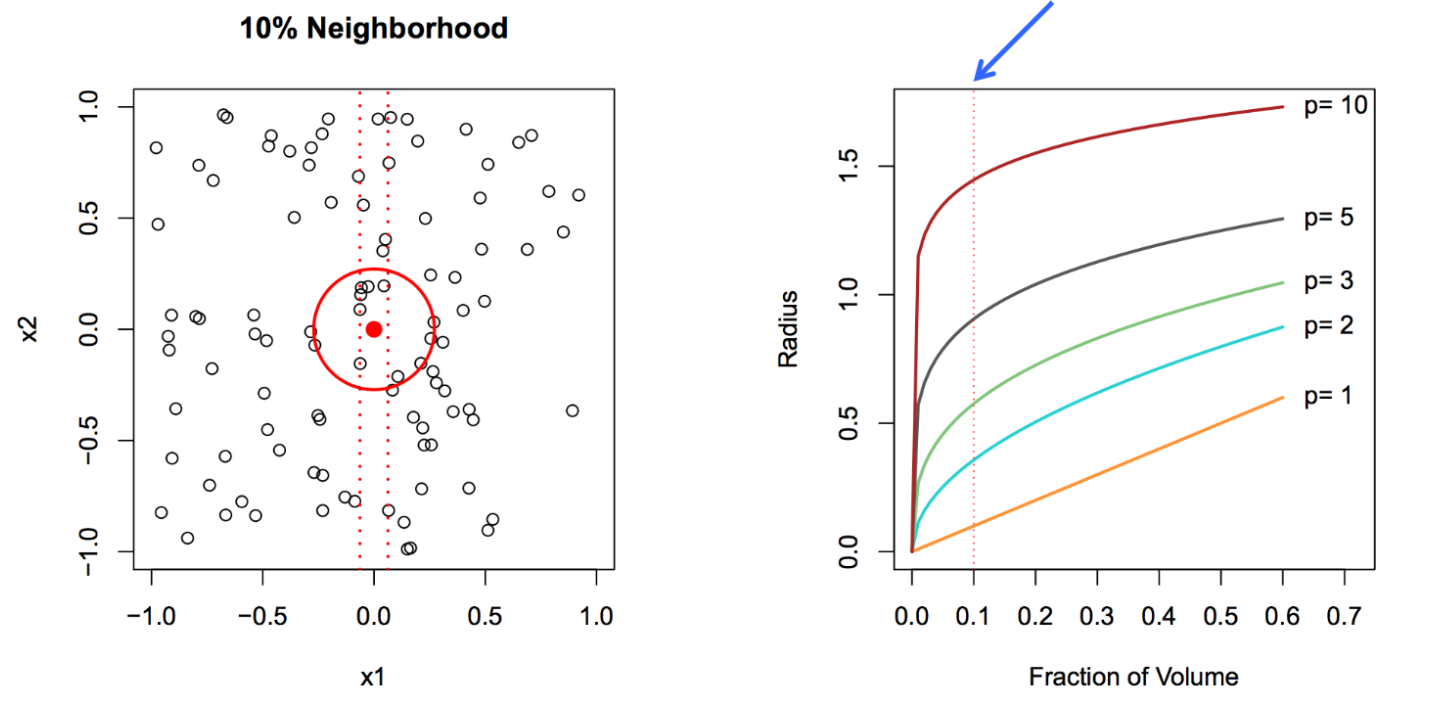 10% Neighborhood
1.0
0.5
0.0
−0.5
−1.0
x2
−1.0 −0.5 0.0 0.5 1.0
x1
p= 10
p= 5
p= 3
p= 2
p= 1
1.5
1.0
0.5
0.0
Radius
0.0 0.1 0.2 0.3 0.4 0.5 0.6 0.7
Fraction of Volume